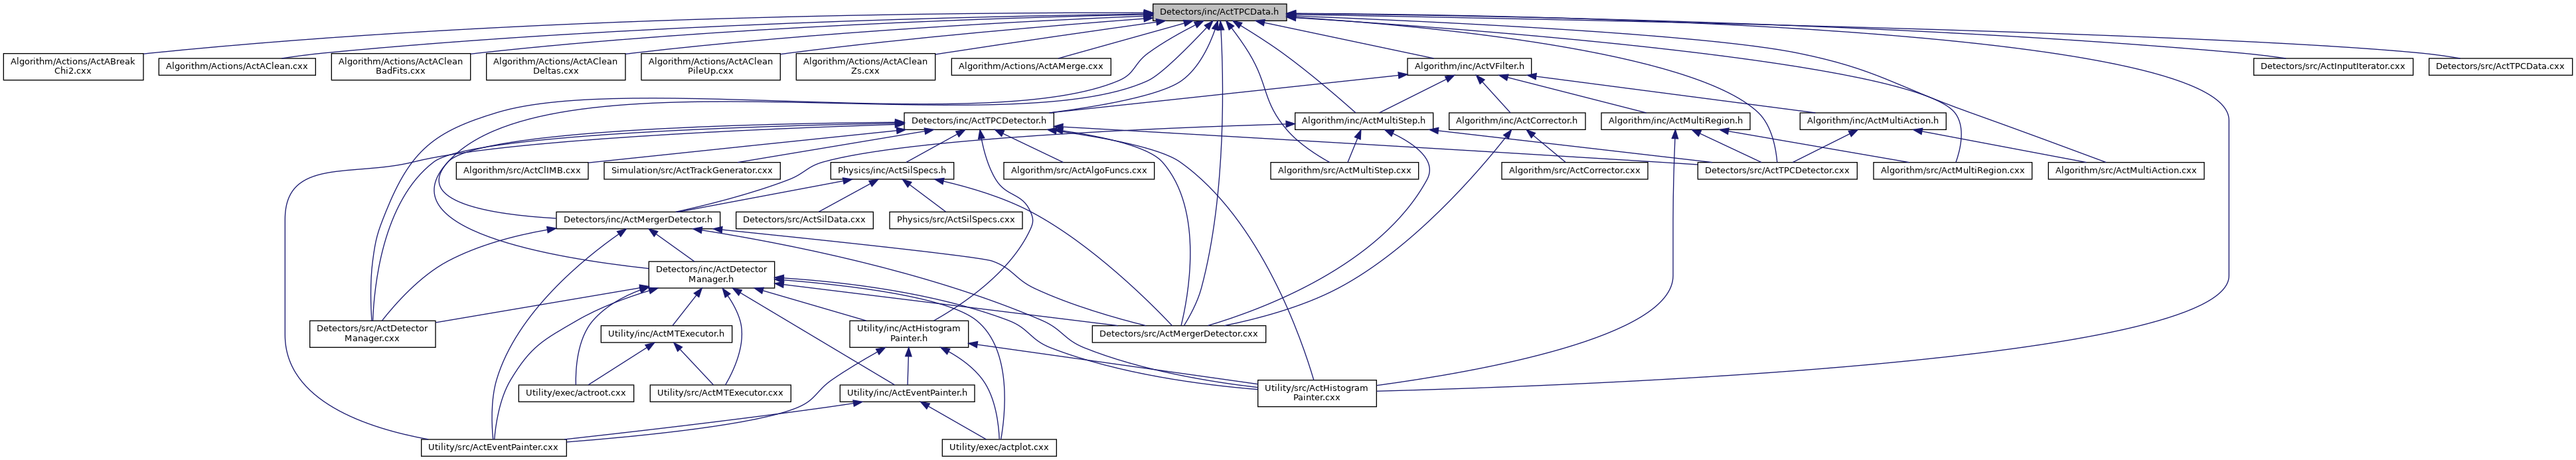 Detectors/inc/ActTPCData.h
Algorithm/Actions/ActABreak
Chi2.cxx
Algorithm/Actions/ActAClean.cxx
Algorithm/Actions/ActAClean
BadFits.cxx
Algorithm/Actions/ActAClean
Deltas.cxx
Algorithm/Actions/ActAClean
PileUp.cxx
Algorithm/Actions/ActAClean
Zs.cxx
Algorithm/Actions/ActAMerge.cxx
Algorithm/inc/ActVFilter.h
Detectors/src/ActInputIterator.cxx
Detectors/src/ActTPCData.cxx
Detectors/inc/ActTPCDetector.h
Algorithm/inc/ActMultiStep.h
Algorithm/inc/ActCorrector.h
Algorithm/inc/ActMultiRegion.h
Algorithm/inc/ActMultiAction.h
Algorithm/src/ActClIMB.cxx
Simulation/src/ActTrackGenerator.cxx
Physics/inc/ActSilSpecs.h
Algorithm/src/ActAlgoFuncs.cxx
Algorithm/src/ActMultiStep.cxx
Algorithm/src/ActCorrector.cxx
Detectors/src/ActTPCDetector.cxx
Algorithm/src/ActMultiRegion.cxx
Algorithm/src/ActMultiAction.cxx
Detectors/inc/ActMergerDetector.h
Detectors/src/ActSilData.cxx
Physics/src/ActSilSpecs.cxx
Detectors/inc/ActDetector
Manager.h
Detectors/src/ActDetector
Manager.cxx
Utility/inc/ActMTExecutor.h
Utility/inc/ActHistogram
Painter.h
Detectors/src/ActMergerDetector.cxx
Utility/exec/actroot.cxx
Utility/src/ActMTExecutor.cxx
Utility/inc/ActEventPainter.h
Utility/src/ActHistogram
Painter.cxx
Utility/src/ActEventPainter.cxx
Utility/exec/actplot.cxx